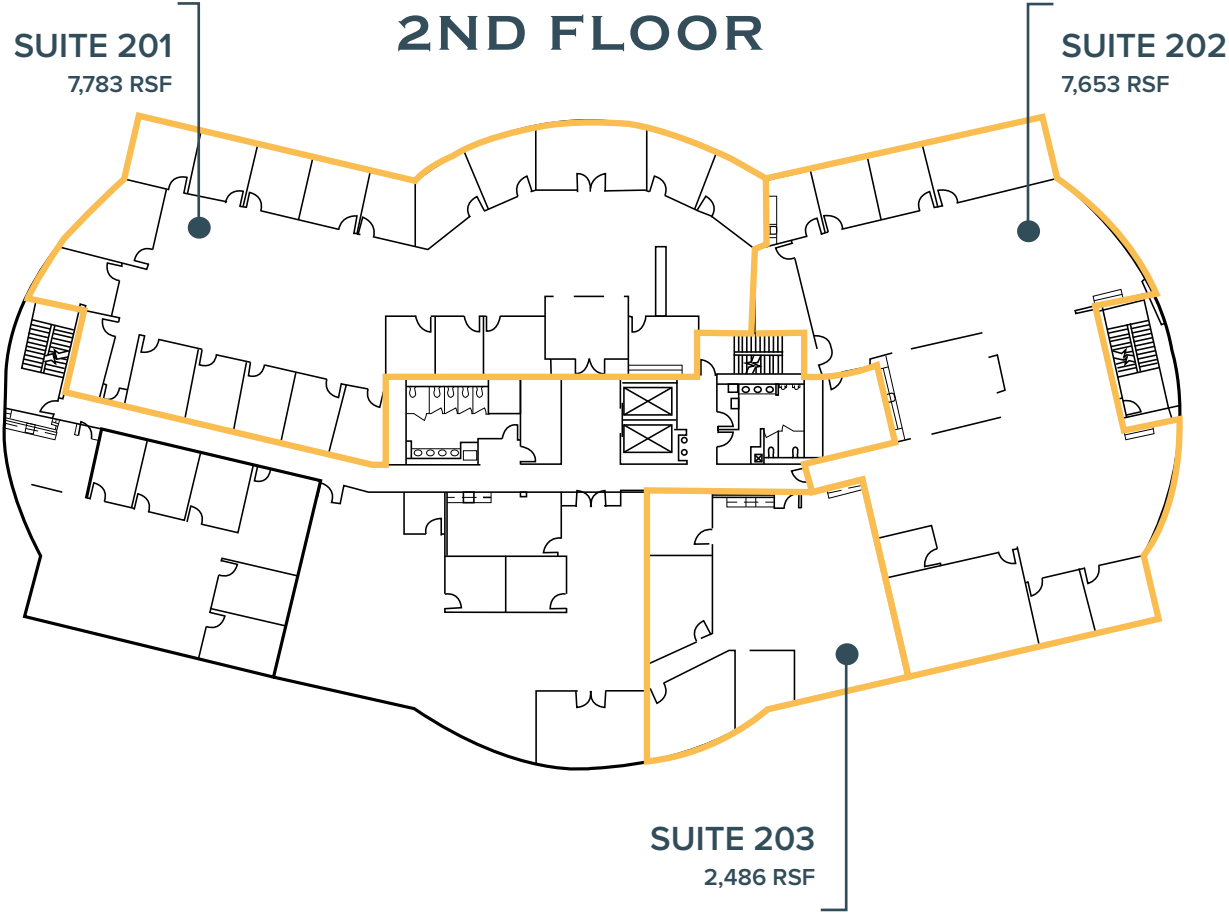 2ND FLOOR
SUITE 201
7,783 RSF
SUITE 202
7,653 RSF
SUITE 203
2,486 RSF